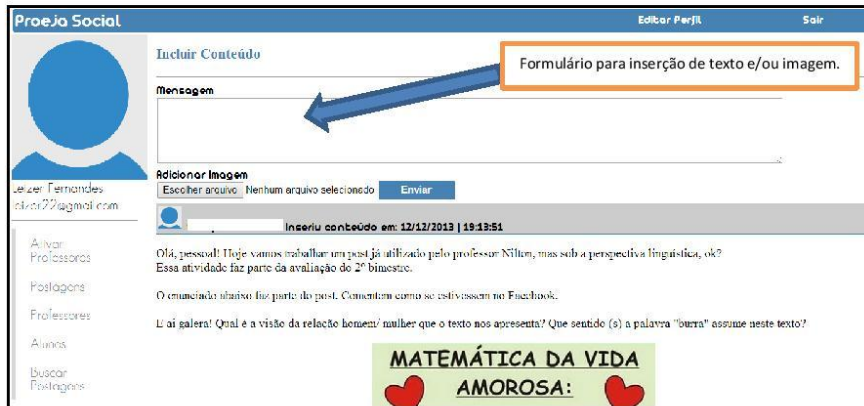 Proeja Social
Editar Perfil
Sair
Incluir Conteúdo
Formulário para inserção de texto e/ou imagem.
Mensagem
Adicionar Imagem
Escolher arquivo Nenhum arquivo selecionado Enviar
Leizer Fernandes
Inseriu conteúdo em: 12/12/2013 | 19:13:51
Ativar
Professores
Postagens
Professores
Alunos
Buscar
Postagens
Olá, pessoal! Hoje vamos trabalhar um post já utilizado pelo professor Nilton, mas sob a perspectiva linguística, ok?
Essa atividade faz parte da avaliação do 2º bimestre.
O enunciado abaixo faz parte do post. Comentem como se estivessem no Facebook.
E aí galera! Qual é a visão da relação homem/ mulher que o texto nos apresenta? Que sentido (s) a palavra "burra" assume neste texto?
MATEMÁTICA DA VIDA
AMOROSA: